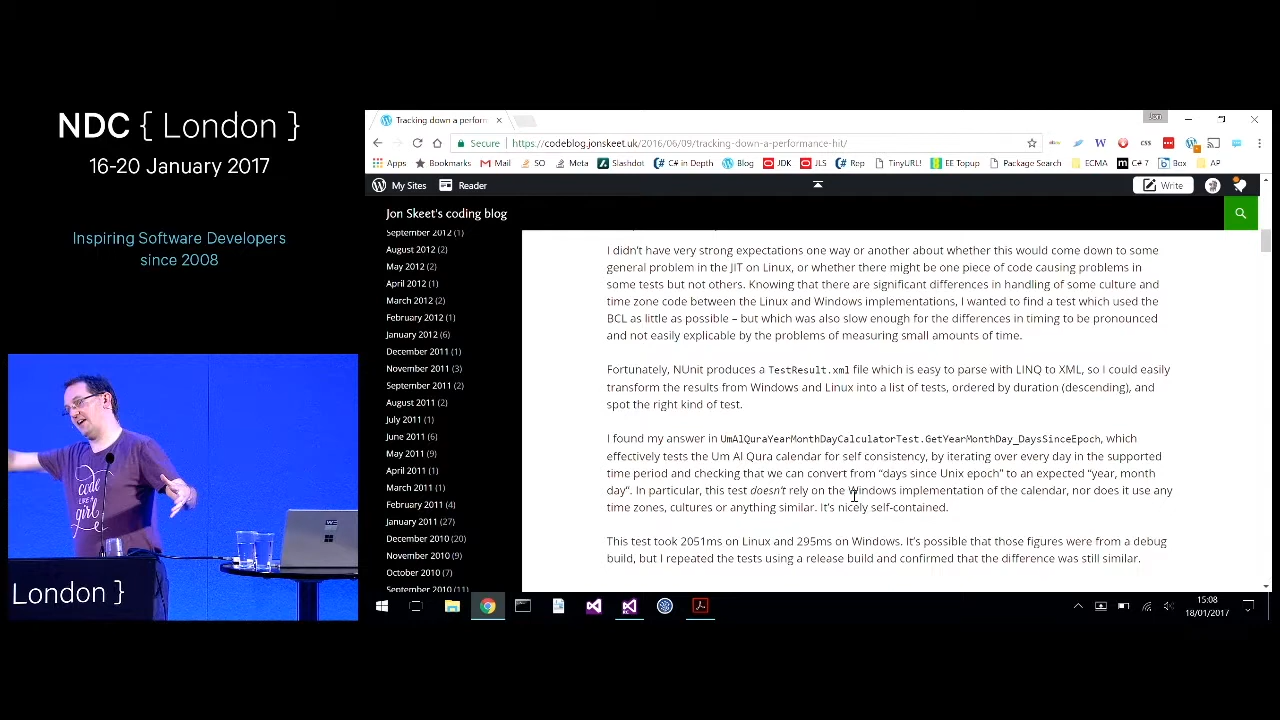 NDC { London }
16-20 January 2017
Inspiring Software Developers
since 2008
code
LIKE A
girl
London }
Tracking down a perform
Jon
Secure
https://codeblog.jonskeet.uk/2016/06/09/tracking-down-a-performance-hit/
Apps Bookmarks Mail SO Meta Slashdot C# in Depth Blog JDK JLS C# Rep TinyURL! EE Topup Package Search ECMA C# 7 Box AP
My Sites Reader Write
Jon Skeet's coding blog
September 2012 (1)
August 2012 (2)
May 2012 (2)
April 2012 (1)
March 2012 (2)
February 2012 (1)
January 2012 (6)
December 2011 (1)
November 2011 (3)
September 2011 (2)
August 2011 (2)
July 2011 (1)
June 2011 (6)
May 2011 (9)
April 2011 (1)
March 2011 (1)
February 2011 (4)
January 2011 (27)
December 2010 (20)
November 2010 (9)
October 2010 (7)
September 2010 (11)
I didn't have very strong expectations one way or another about whether this would come down to some
general problem in the JIT on Linux, or whether there might be one piece of code causing problems in
some tests but not others. Knowing that there are significant differences in handling of some culture and
time zone code between the Linux and Windows implementations, I wanted to find a test which used the
BCL as little as possible – but which was also slow enough for the differences in timing to be pronounced
and not easily explicable by the problems of measuring small amounts of time.
Fortunately, NUnit produces a TestResult.xml file which is easy to parse with LINQ to XML, so I could easily
transform the results from Windows and Linux into a list of tests, ordered by duration (descending), and
spot the right kind of test.
I found my answer in UmAlQuraYearMonthDayCalculatorTest.GetYearMonthDay_DaysSinceEpoch, which
effectively tests the Um Al Qura calendar for self consistency, by iterating over every day in the supported
time period and checking that we can convert from “days since Unix epoch” to an expected “year, month
day”. In particular, this test doesn't rely on the Windows implementation of the calendar, nor does it use any
time zones, cultures or anything similar. It's nicely self-contained.
This test took 2051ms on Linux and 295ms on Windows. It's possible that those figures were from a debug
build, but I repeated the tests using a release build and confirmed that the difference was still similar.
15:08
18/01/2017